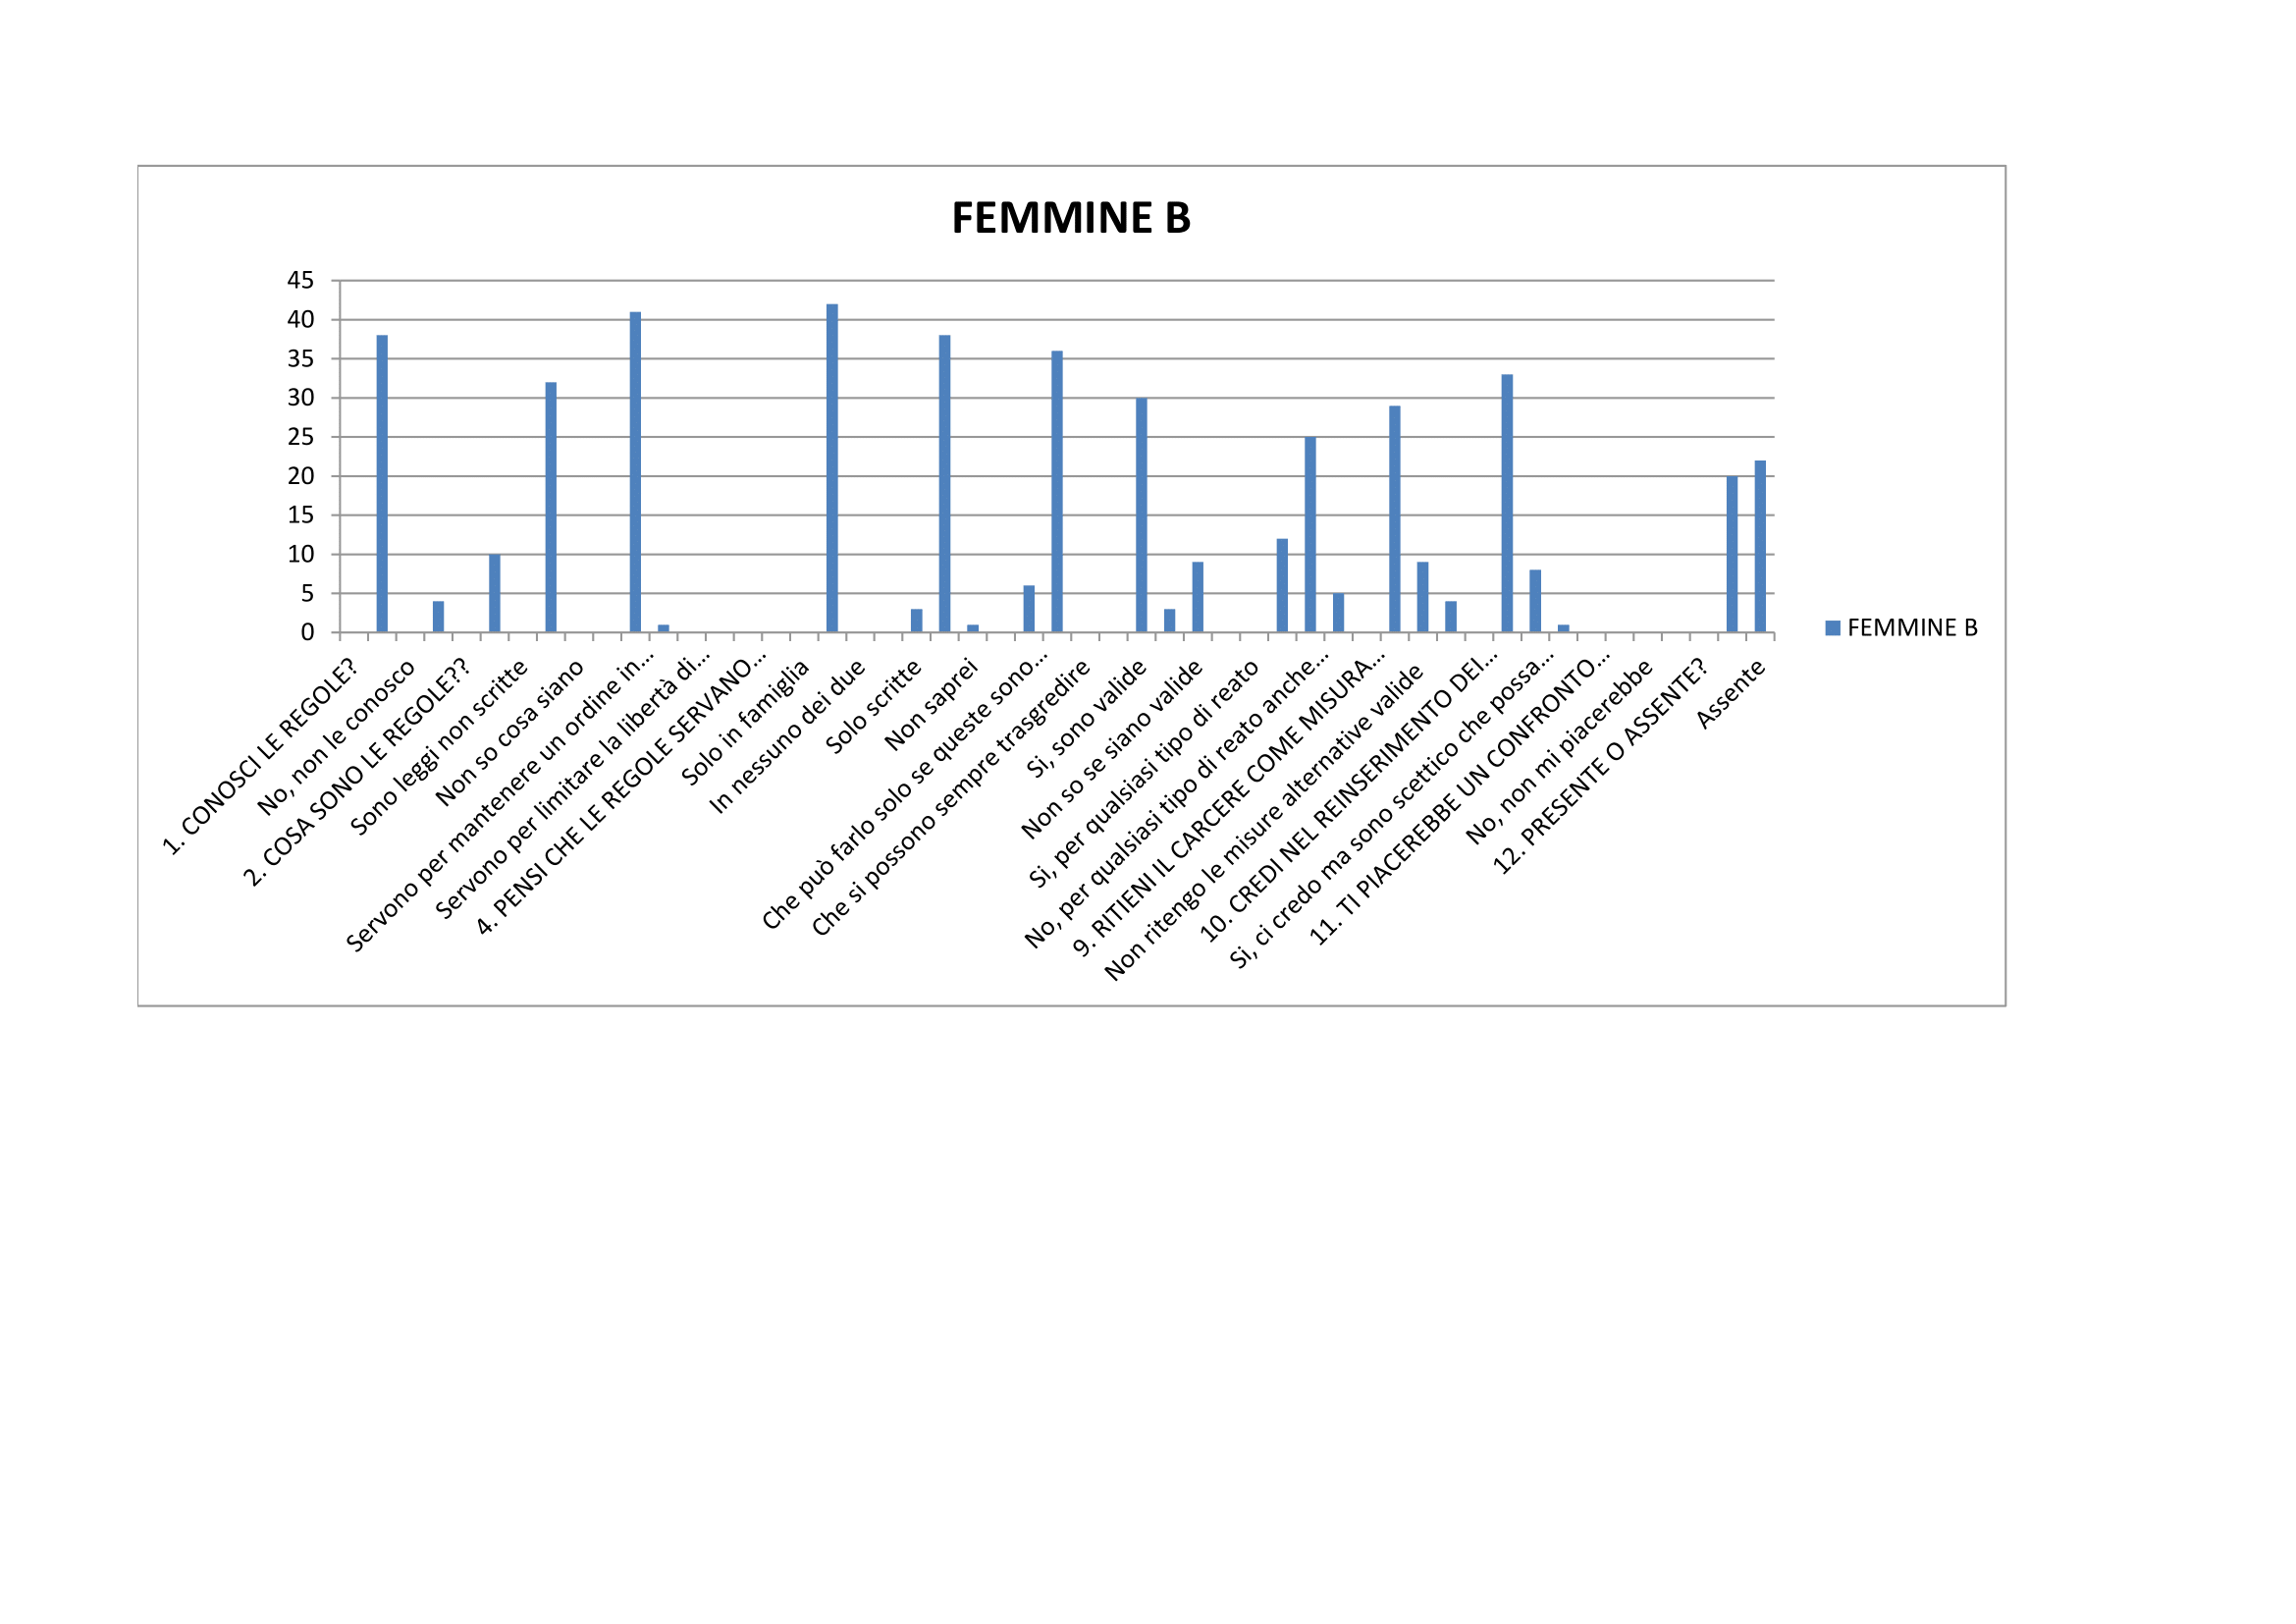 FEMMINE B
45
40
35
30
25
20
15
10
5
0
1. CONOSCI LE REGOLE?
No, non le conosco
2. COSA SONO LE REGOLE??
Sono leggi non scritte
Non so cosa siano
Servono per mantenere un ordine in...
Servono per limitare la libertà di...
4. PENSI CHE LE REGOLE SERVANO...
Solo in famiglia
In nessuno dei due
Solo scritte
Non saprei
Che può farlo solo se queste sono...
Che si possono sempre trasgredire
Si, sono valide
Non so se siano valide
Si, per qualsiasi tipo di reato
No, per qualsiasi tipo di reato anche...
9. RITIENI IL CARCERE COME MISURA...
Non ritengo le misure alternative valide
10. CREDI NEL REINSERIMENTO DEI...
Si, ci credo ma sono scettico che possa...
11. TI PIACEREBBE UN CONFRONTO...
No, non mi piacerebbe
12. PRESENTE O ASSENTE?
Assente
FEMMINE B